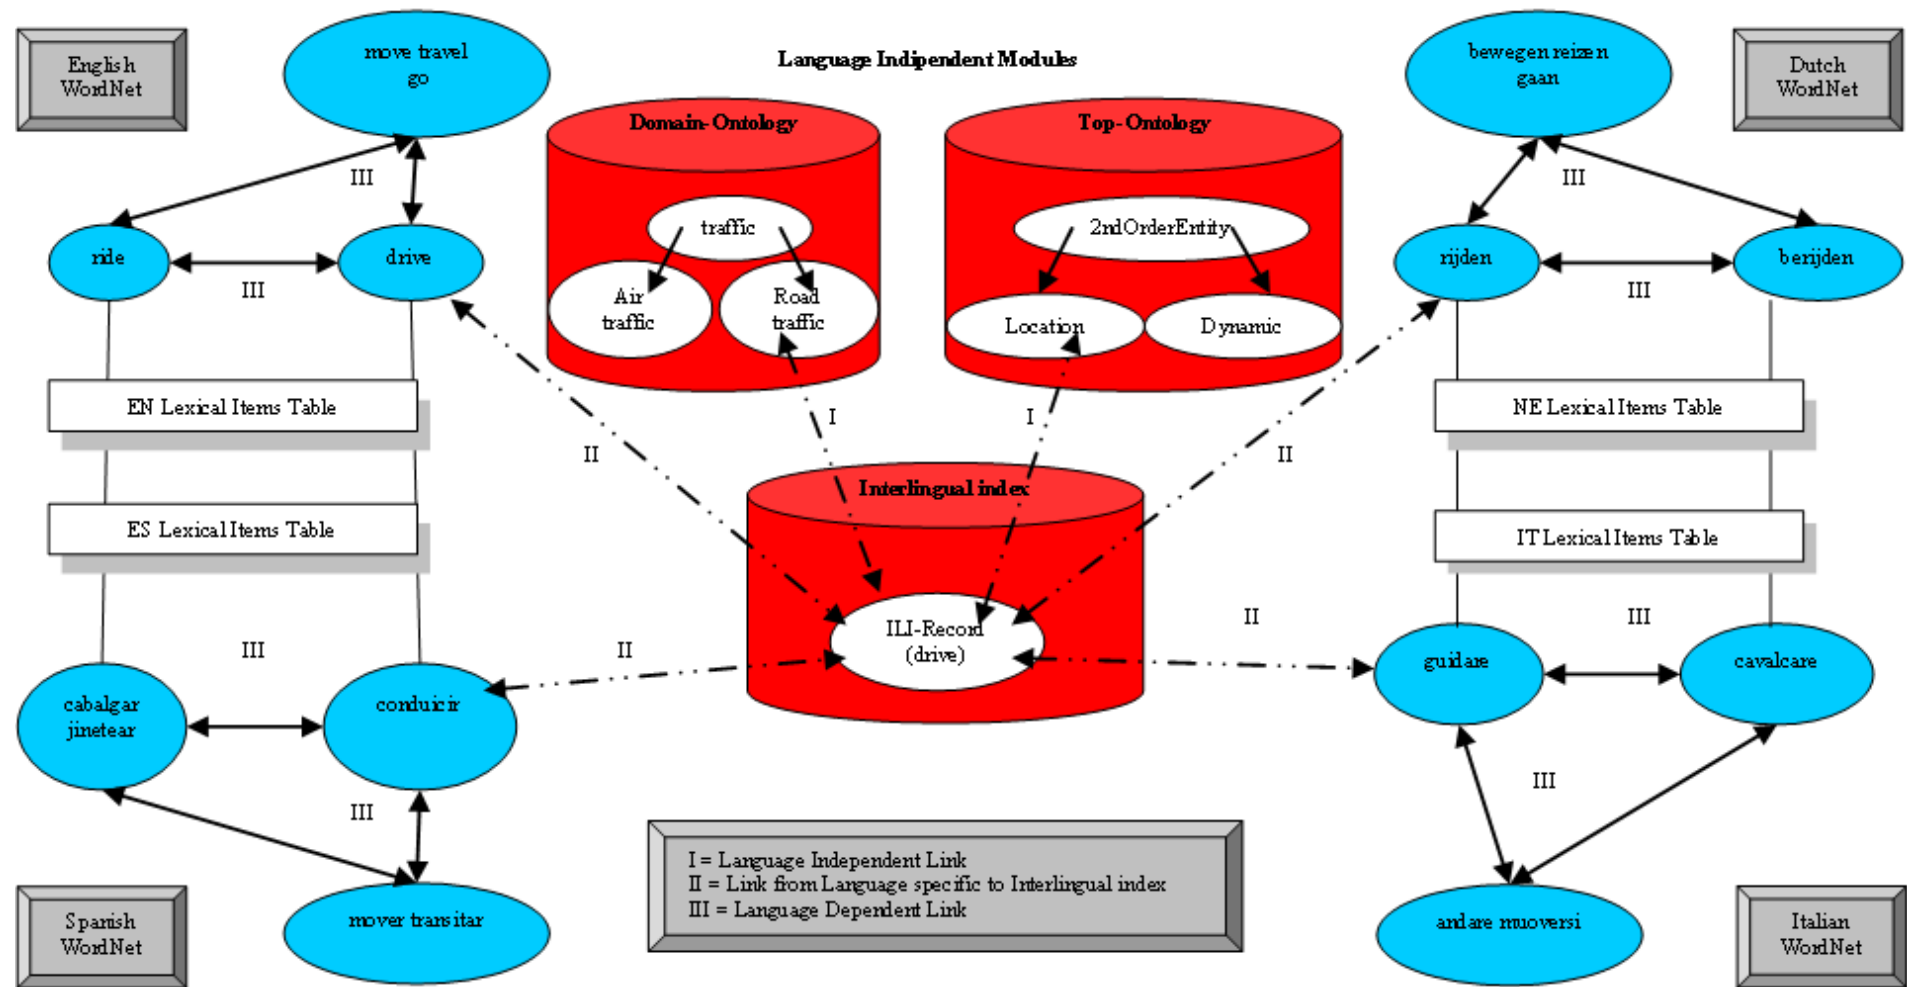 English
WordNet
move travel
go
Language Indipendent Modules
bewegen reizen
gaan
Dutch
WordNet
Domain-Ontology
Top-Ontology
III
III
traffic
2ndOrderEntity
ride
drive
rijden
berijden
III
III
Air
traffic
Road
traffic
Location
Dynamic
EN Lexical Items Table
I
I
NE Lexical Items Table
II
II
Interlingual index
ES Lexical Items Table
IT Lexical Items Table
III
II
ILI-Record
(drive)
II
III
cabalgar
jinetear
conduicir
guidare
cavalcare
III
III
I = Language Independent Link
II = Link from Language specific to Interlingual index
III = Language Dependent Link
Spanish
WordNet
mover transitar
andare muoversi
Italian
WordNet